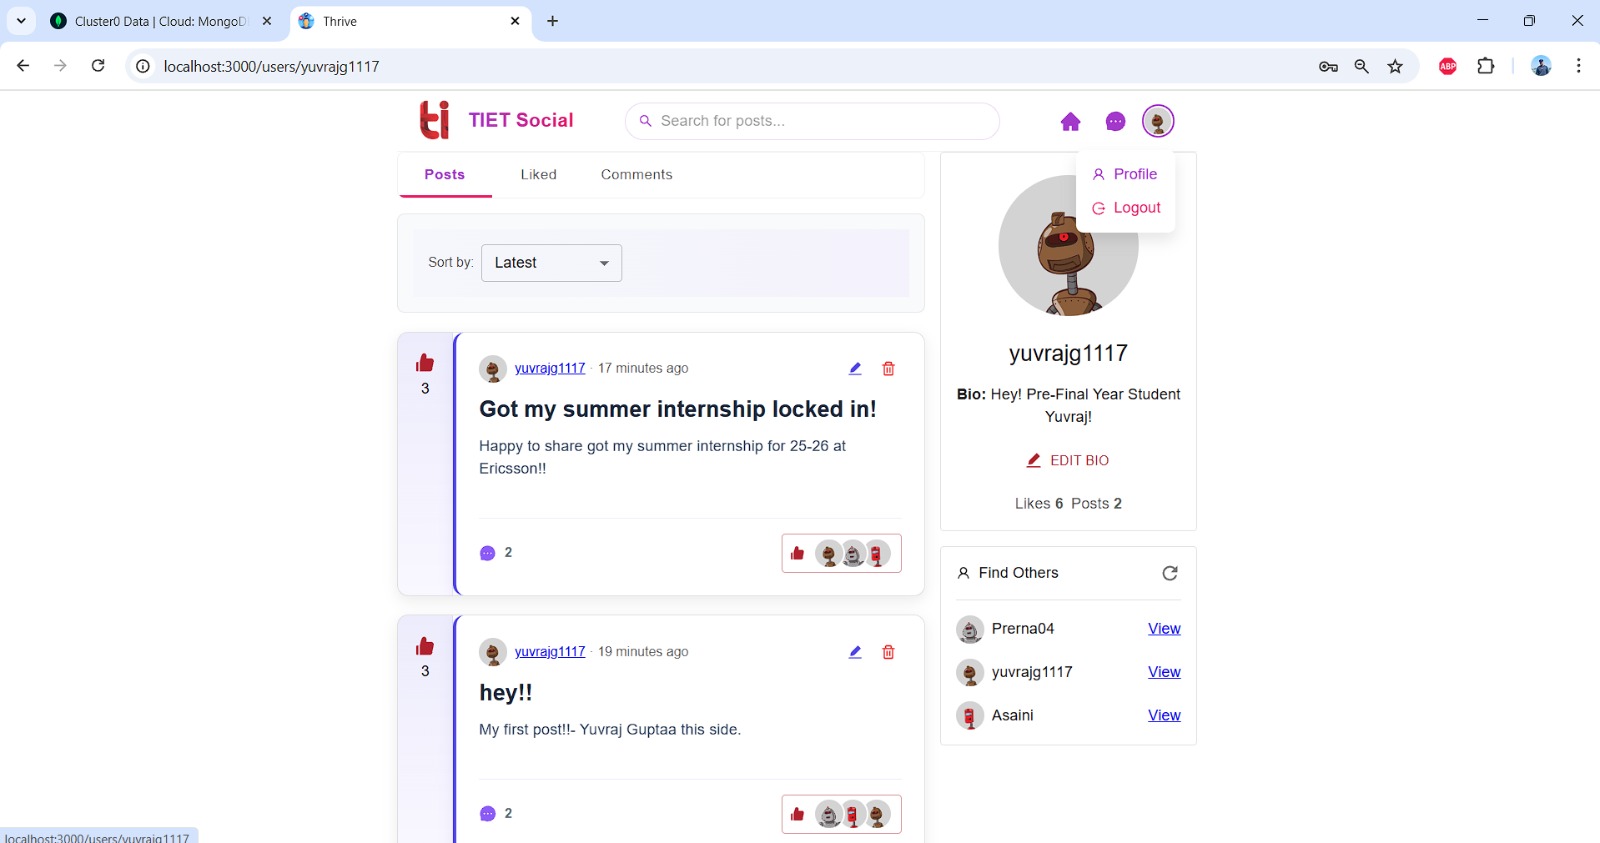 Cluster0 Data | Cloud: MongoD
Thrive
localhost:3000/users/yuvrajg1117
ABP
ti TIET Social
Search for posts...
Posts Liked Comments
Profile
Logout
Sort by: Latest
3
yuvrajg1117 · 17 minutes ago
Got my summer internship locked in!
Happy to share got my summer internship for 25-26 at
Ericsson!!
2
3
yuvrajg1117 · 19 minutes ago
hey!!
My first post!!- Yuvraj Guptaa this side.
2
yuvrajg1117
Bio: Hey! Pre-Final Year Student
Yuvraj!
EDIT BIO
Likes 6 Posts 2
Find Others
Prerna04 View
yuvrajg1117 View
Asaini View
localhost:3000/users/yuvrajg1117